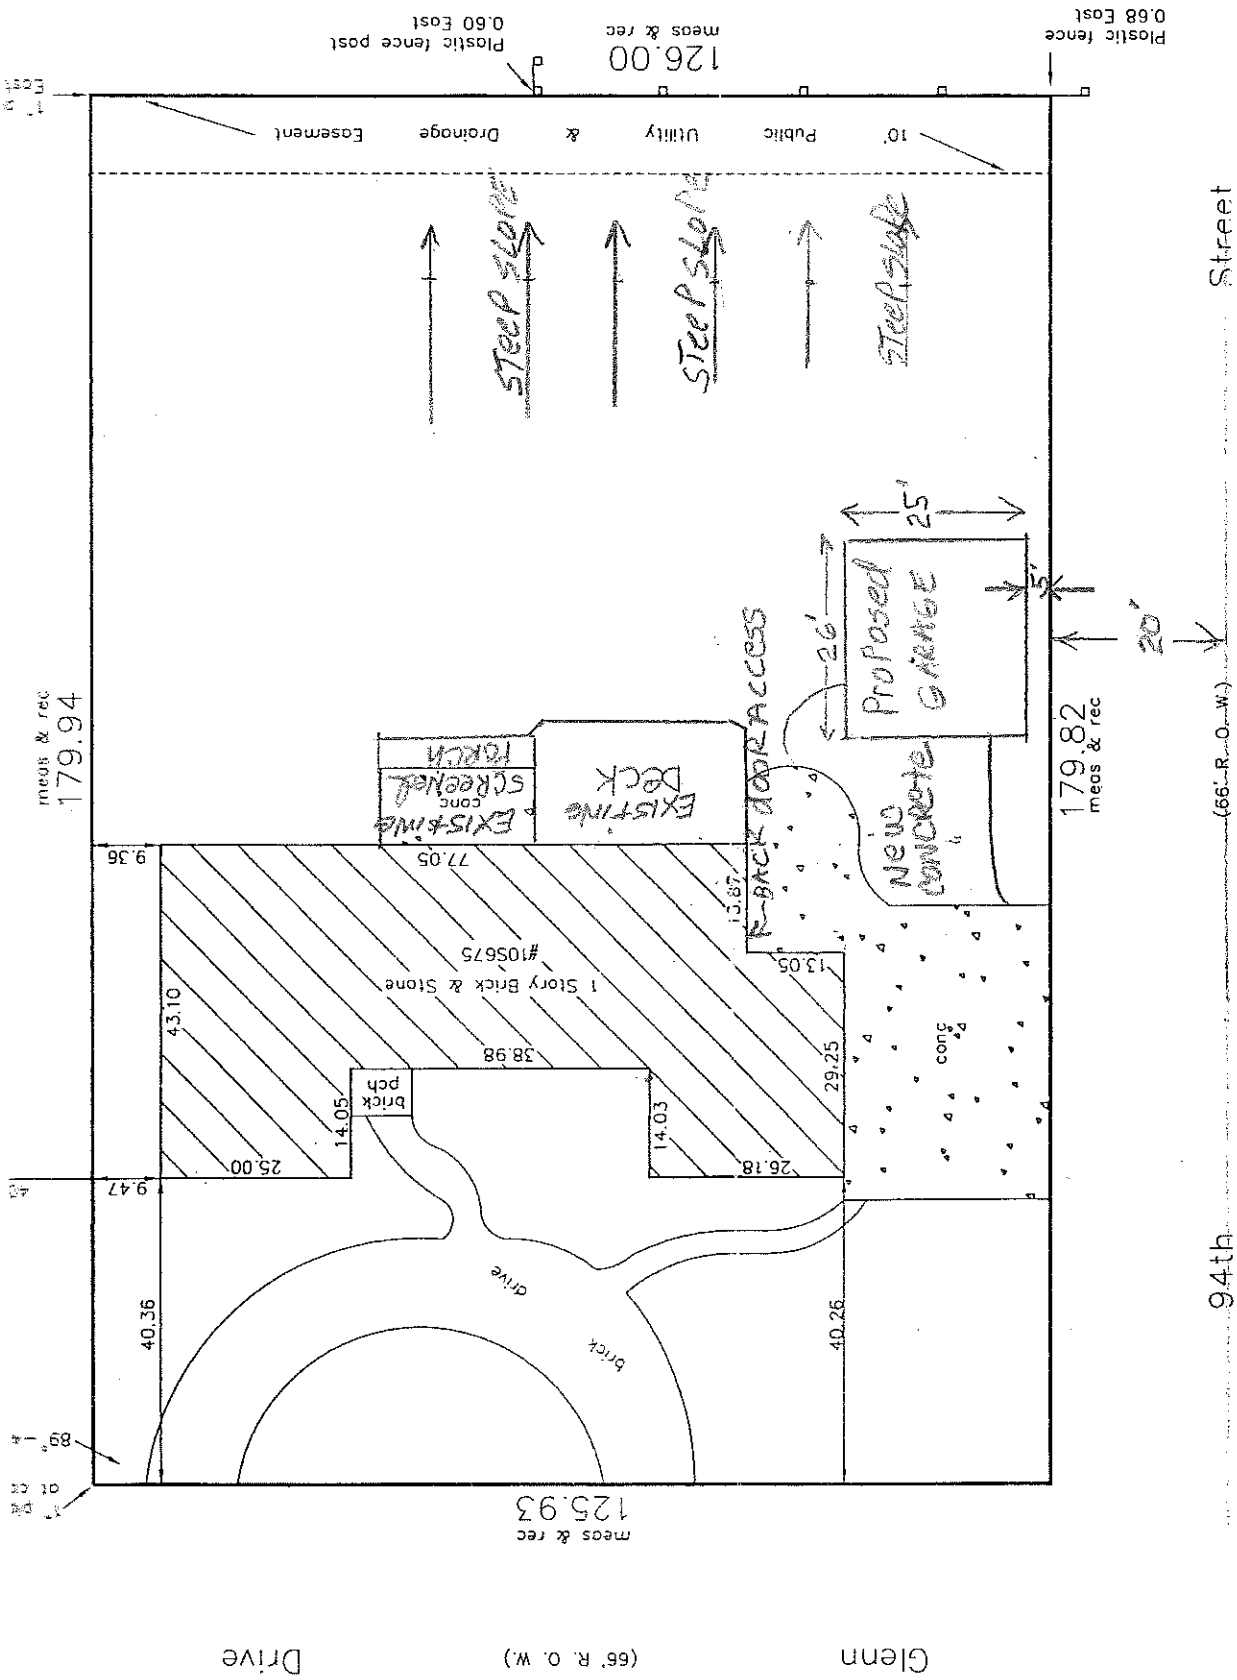 Plastic fence post
0.60 East
126.00
meas & rec
Plastic fence
0.68 East
East
10' Public Utility & Drainage Easement
STEEP SLOPE
STEEP SLOPE
STEEP SLOPE
Street
meas & rec
179.94
25'
26'
Proposed
GARAGE
5'
20'
BACK DOOR ACCESS
EXISTING
SCREENED
PORCH
conc
EXISTING
DECK
NEW
CONCRETE
179.82
meas & rec
(66' R. O. W.)
9.36
77.05
13.87
13.05
#10S675
1 Story Brick & Stone
43.10
38.98
29.25
conc
brick
pch
14.05
14.03
25.00
26.18
9.47
40.36
40.26
drive
brick
94th
89°
125.93
meas & rec
Glenn
(66' R. O. W.)
Drive